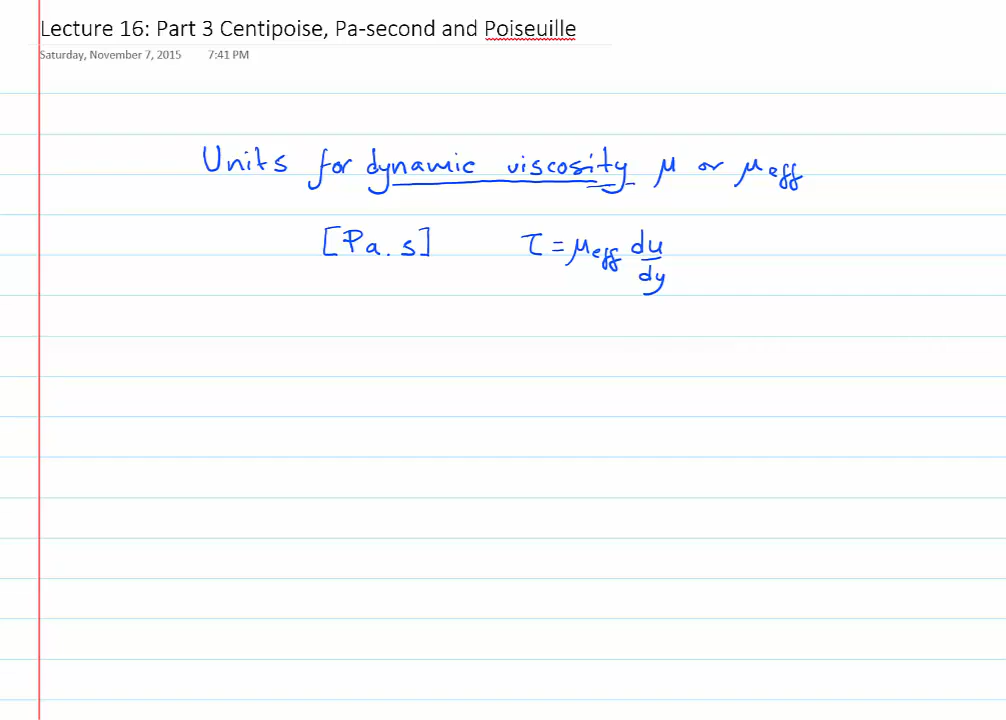 Lecture 16: Part 3 Centipoise, Pa-second and Poiseuille
Saturday, November 7, 2015 7:41 PM
Units for dynamic viscosity μ or μeff
[Pa.s] τ = μeff du/dy